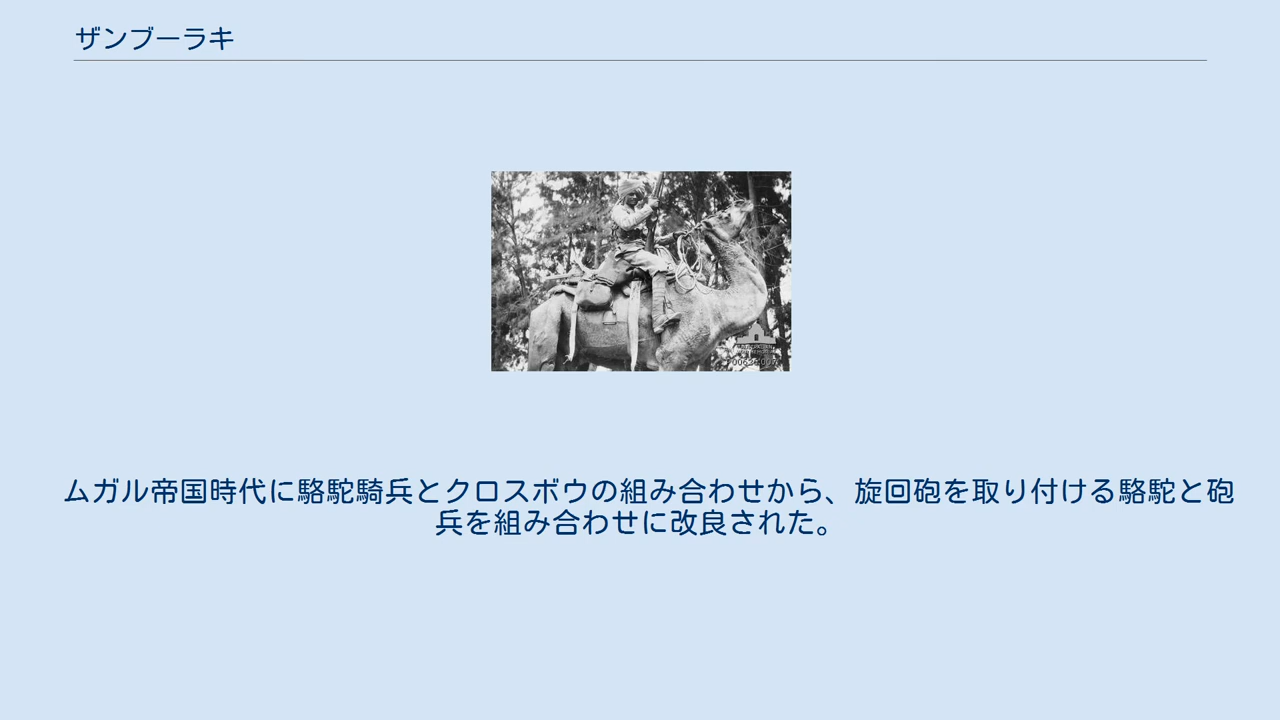 ザンブーラキ
ムガル帝国時代に駱駝騎兵とクロスボウの組み合わせから、旋回砲を取り付ける駱駝と砲
兵を組み合わせに改良された。